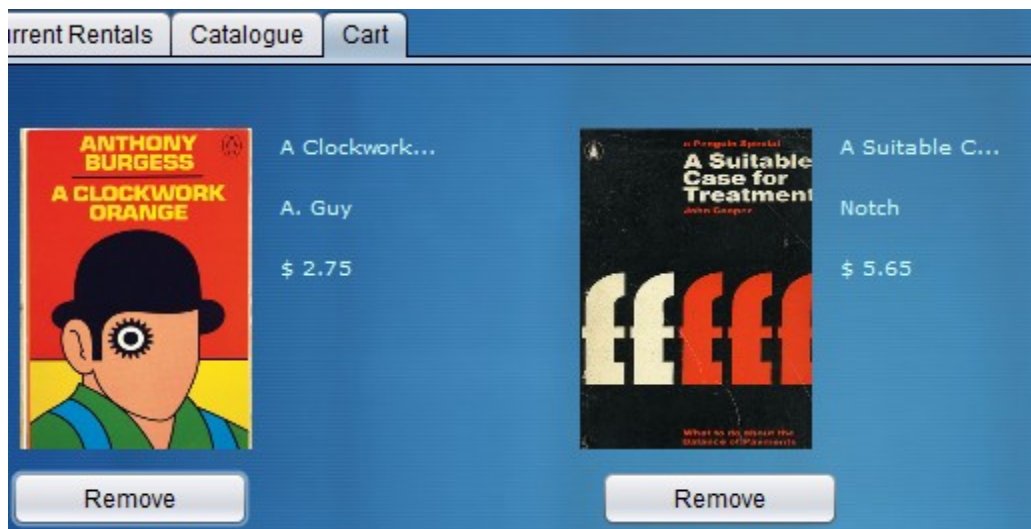 urrent Rentals
Catalogue
Cart
ANTHONY
BURGESS
A CLOCKWORK
ORANGE
A Clockwork...
A. Guy
$ 2.75
a Penguin Special
A Suitable
Case for
Treatment
John Cooper
What to do about the
Balance of Payments
A Suitable C...
Notch
$ 5.65
Remove
Remove